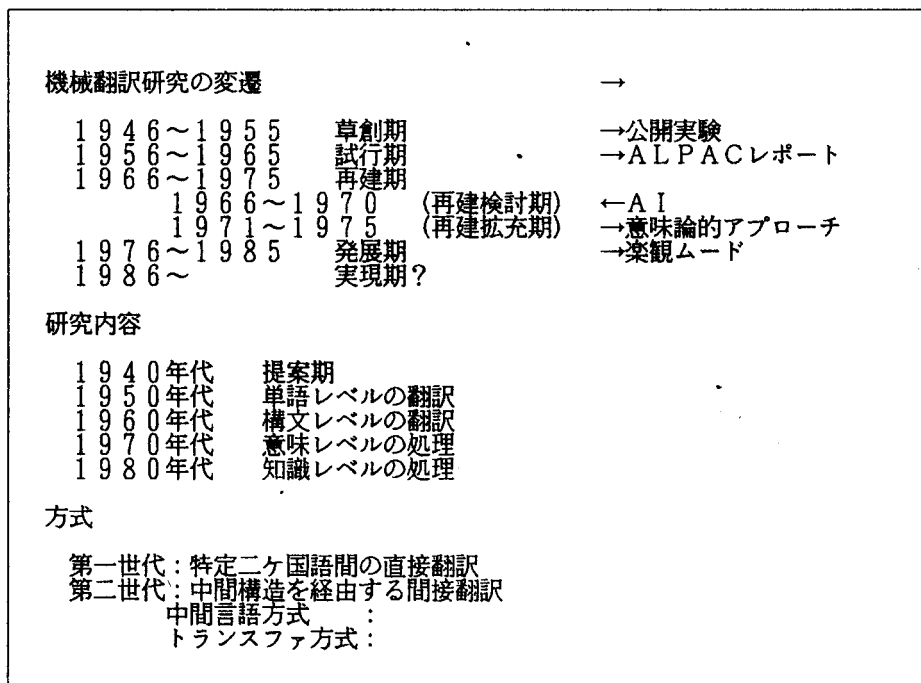 機械翻訳研究の変遷 →
1946～1955 草創期 →公開実験
1956～1965 試行期 →ALPACレポート
1966～1975 再建期
1966～1970 (再建検討期) ←AI
1971～1975 (再建拡充期) →意味論的アプローチ
1976～1985 発展期 →楽観ムード
1986～ 実現期？
研究内容
1940年代 提案期
1950年代 単語レベルの翻訳
1960年代 構文レベルの翻訳
1970年代 意味レベルの処理
1980年代 知識レベルの処理
方式
第一世代：特定二ケ国語間の直接翻訳
第二世代：中間構造を経由する間接翻訳
中間言語方式 ：
トランスファ方式：